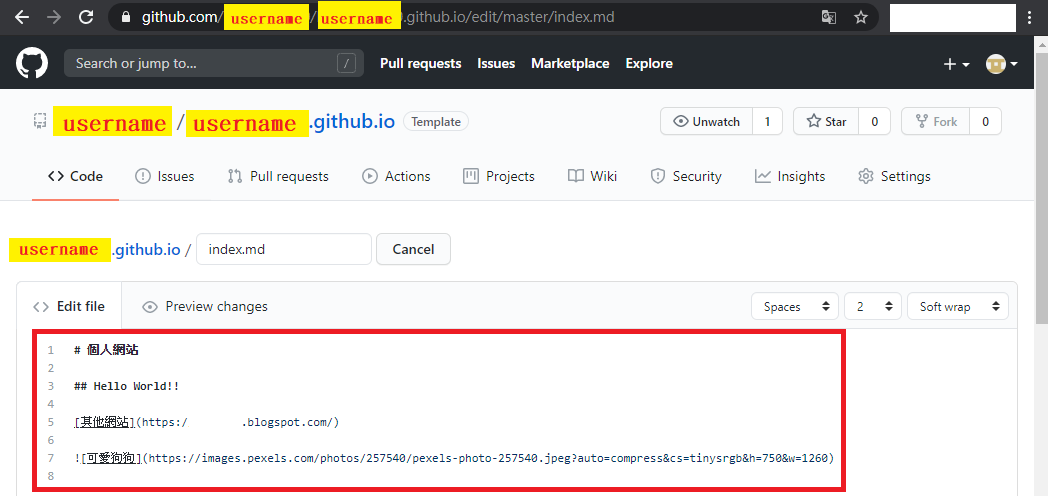 github.com/ username / username .github.io/edit/master/index.md
Search or jump to... /
Pull requests Issues Marketplace Explore
username / username .github.io Template
Unwatch 1 Star 0 Fork 0
Code Issues Pull requests Actions Projects Wiki Security Insights Settings
username .github.io / index.md Cancel
Edit file Preview changes Spaces 2 Soft wrap
1 # 個人網站
2
3 ## Hello World!!
4
5 [其他網站](https:/ .blogspot.com/)
6
7 ![可愛狗狗](https://images.pexels.com/photos/257540/pexels-photo-257540.jpeg?auto=compress&cs=tinysrgb&h=750&w=1260)
8